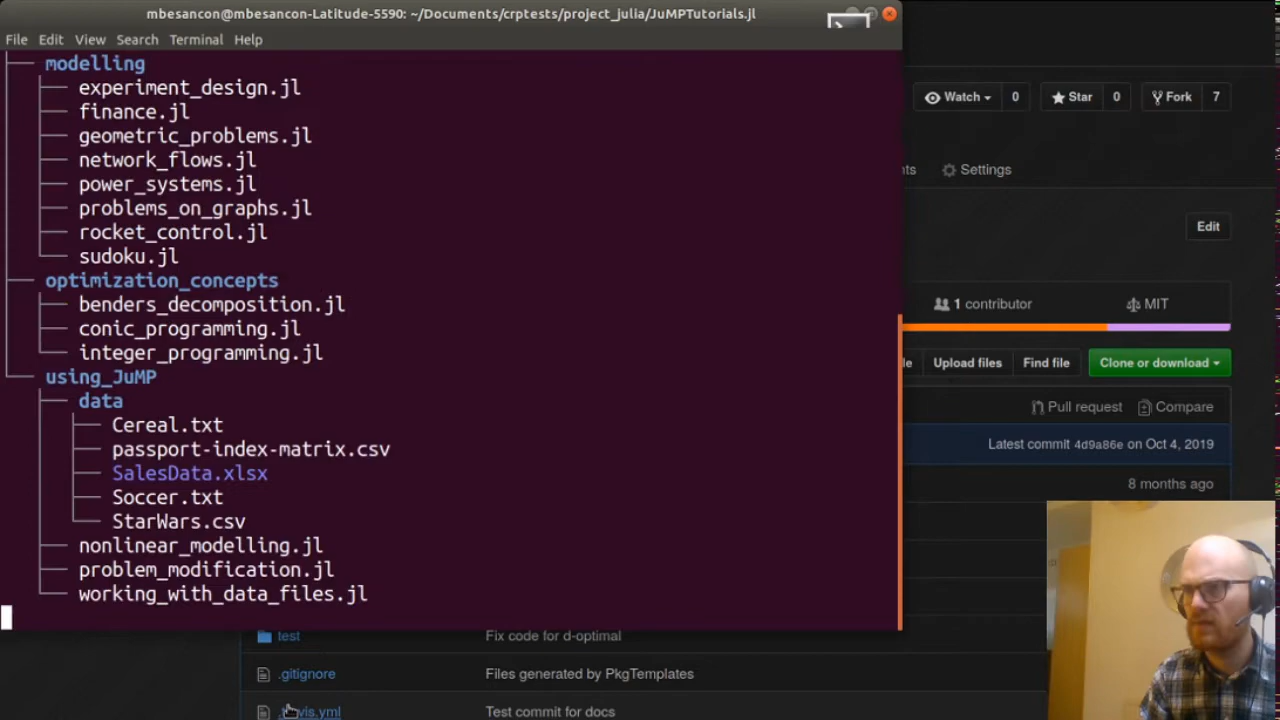 mbesancon@mbesancon-Latitude-5590: ~/Documents/crptests/project_julia/JuMPTutorials.jl
File Edit View Search Terminal Help
modelling
experiment_design.jl
finance.jl
geometric_problems.jl
network_flows.jl
power_systems.jl
problems_on_graphs.jl
rocket_control.jl
sudoku.jl
optimization_concepts
benders_decomposition.jl
conic_programming.jl
integer_programming.jl
using_JuMP
data
Cereal.txt
passport-index-matrix.csv
SalesData.xlsx
Soccer.txt
StarWars.csv
nonlinear_modelling.jl
problem_modification.jl
working_with_data_files.jl
Watch 0 Star 0 Fork 7
Settings
Edit
1 contributor MIT
Upload files Find file Clone or download
Pull request Compare
Latest commit 4d9a86e on Oct 4, 2019
8 months ago
test Fix code for d-optimal
.gitignore Files generated by PkgTemplates
Test commit for docs